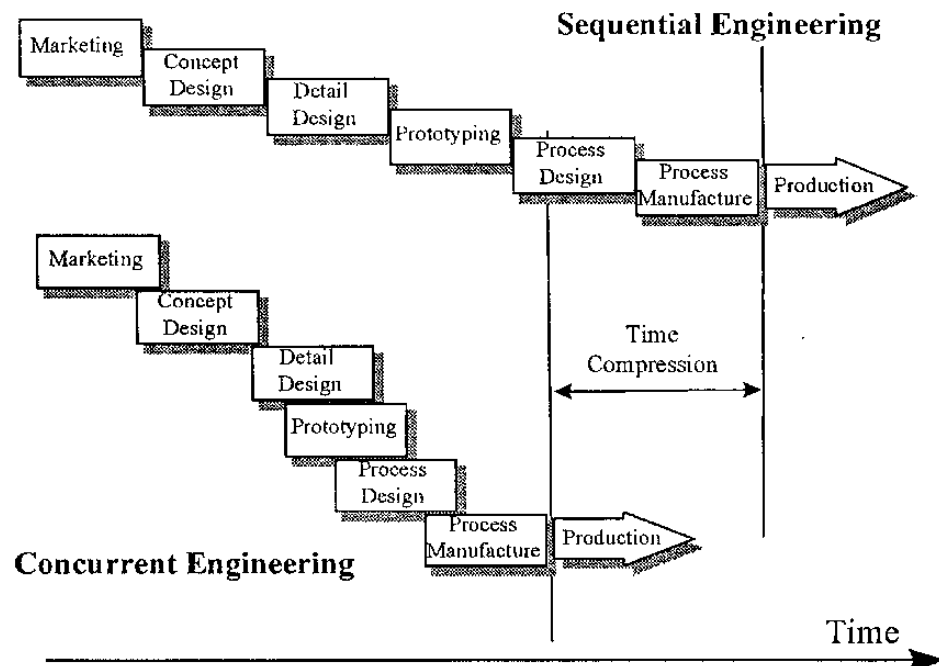 Sequential Engineering
Marketing
Concept
Design
Detail
Design
Prototyping
Process
Design
Process
Manufacture
Production
Marketing
Concept
Design
Detail
Design
Prototyping
Process
Design
Process
Manufacture
Production
Time
Compression
Concurrent Engineering
Time